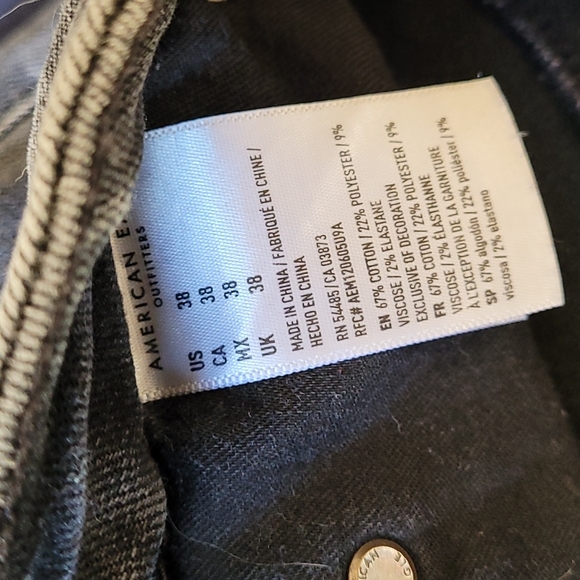 AMERICAN E
OUTFITTERS
US 38
CA 38
MX 38
UK 38
MADE IN CHINA / FABRIQUÉ EN CHINE /
HECHO EN CHINA
RN 54485 / CA 03873
RFC# AEM12060509A
EN 67% COTTON / 22% POLYESTER / 9%
VISCOSE / 2% ELASTANE
EXCLUSIVE OF DECORATION
FR 67% COTON / 22% POLYESTER / 9%
VISCOSE / 2% ÉLASTHANNE
À L'EXCEPTION DE LA GARNITURE
SP 67% algodón / 22% poliéster / 9%
viscosa / 2% elastano
ICAN